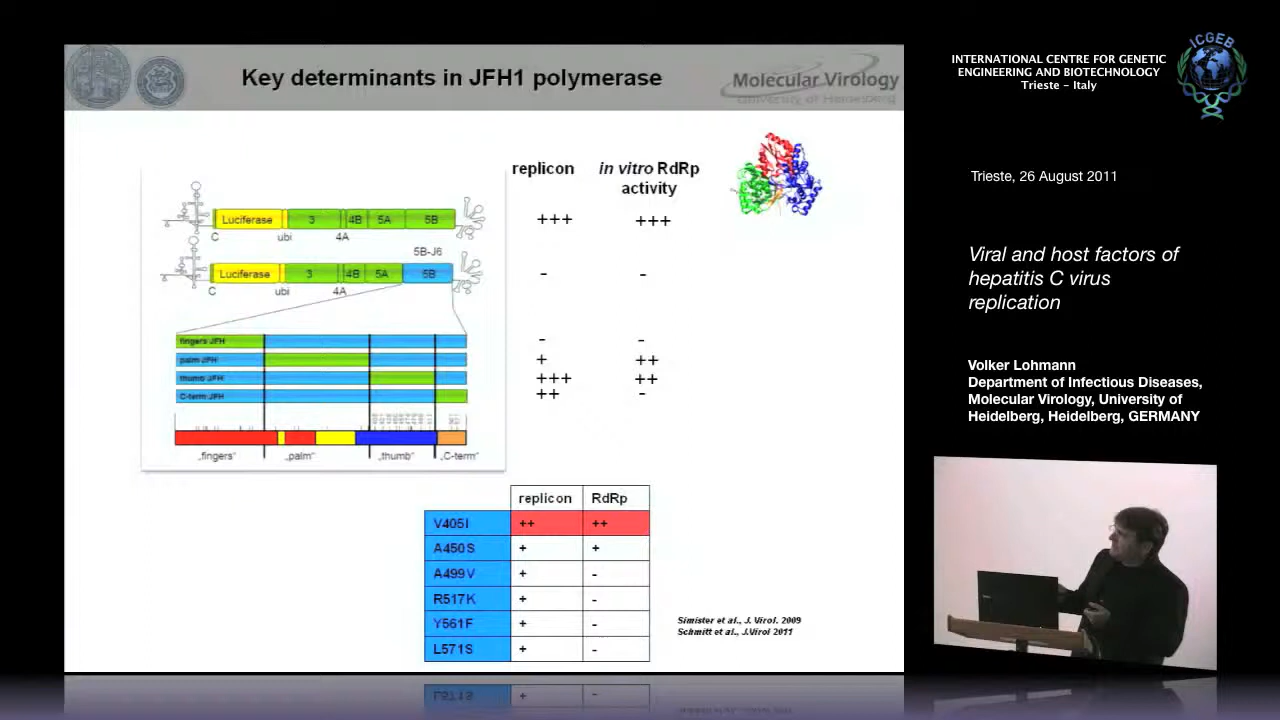 Key determinants in JFH1 polymerase
Molecular Virology
University of Heidelberg
replicon
in vitro RdRp
activity
Luciferase 3 4B 5A 5B
C ubi 4A
+++ +++
5B-J6
Luciferase 3 4B 5A 5B
C ubi 4A
- -
fingers JFH - -
palm JFH + ++
thumb JFH +++ ++
C-term JFH ++ -
„fingers" „palm" „thumb" „C-term"
replicon RdRp
V405I ++ ++
A450S + +
A499V + -
R517K + -
Y561F + -
L571S + -
Simister et al., J. Virol. 2009
Schmitt et al., J.Virol 2011
INTERNATIONAL CENTRE FOR GENETIC
ENGINEERING AND BIOTECHNOLOGY
Trieste – Italy
ICGEB
Trieste, 26 August 2011
Viral and host factors of
hepatitis C virus
replication
Volker Lohmann
Department of Infectious Diseases,
Molecular Virology, University of
Heidelberg, Heidelberg, GERMANY